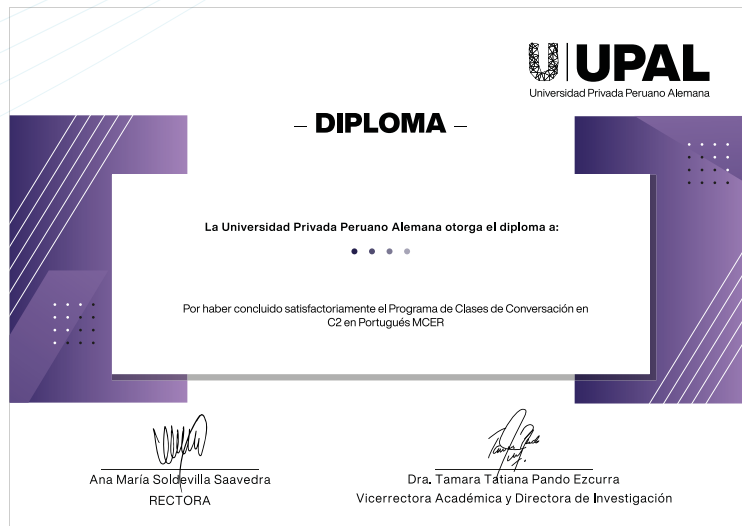 UPAL
Universidad Privada Peruano Alemana
– DIPLOMA –
La Universidad Privada Peruano Alemana otorga el diploma a:
Por haber concluido satisfactoriamente el Programa de Clases de Conversación en
C2 en Portugués MCER
Ana María Soldevilla Saavedra
RECTORA
Dra. Tamara Tatiana Pando Ezcurra
Vicerrectora Académica y Directora de Investigación